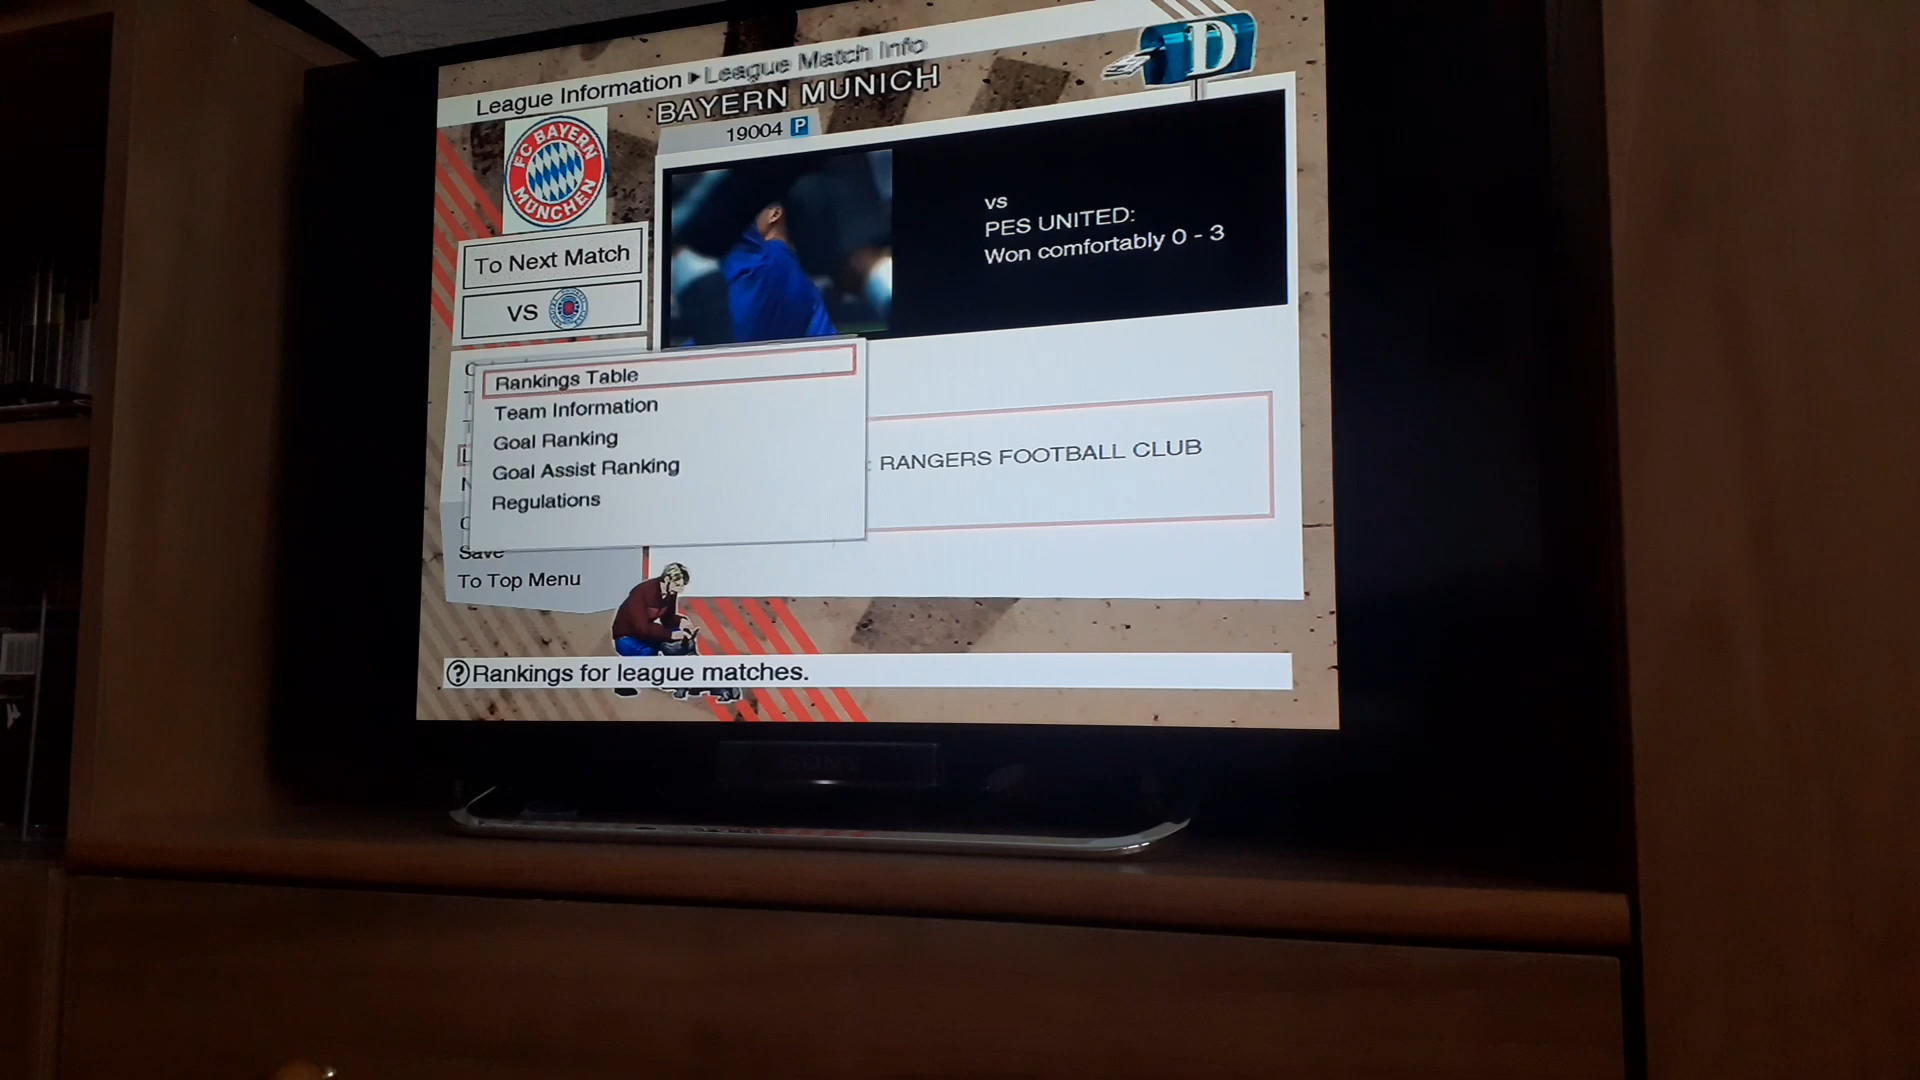 League Information ▶ League Match Info
BAYERN MUNICH
19004 P
D
FC BAYERN
MÜNCHEN
To Next Match
VS
vs
PES UNITED:
Won comfortably 0 - 3
Rankings Table
Team Information
Goal Ranking
Goal Assist Ranking
Regulations
: RANGERS FOOTBALL CLUB
Save
To Top Menu
?Rankings for league matches.
SONY